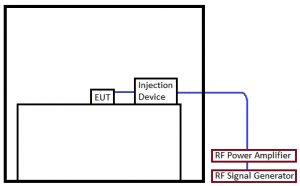 Injection
Device
EUT
RF Power Amplifier
RF Signal Generator